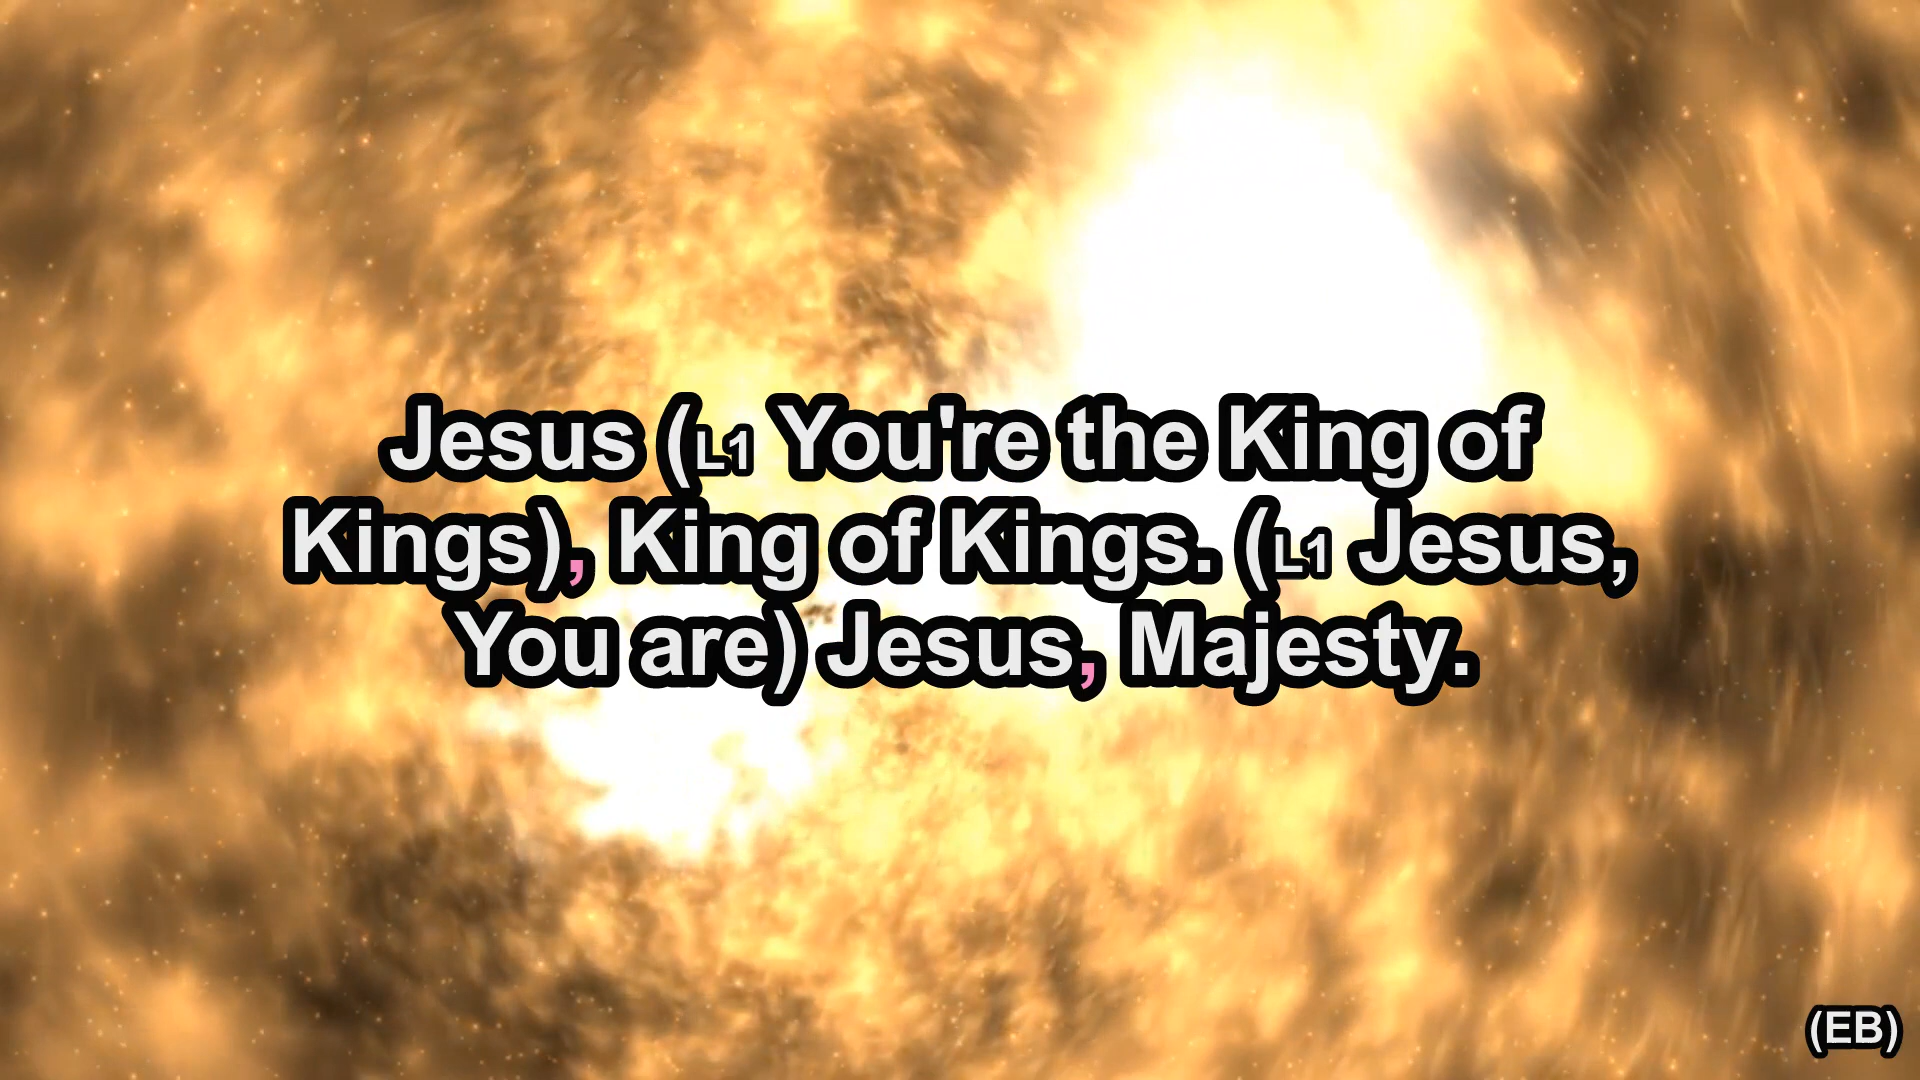 Jesus (L1 You're the King of
Kings), King of Kings. (L1 Jesus,
You are) Jesus, Majesty.
(EB)